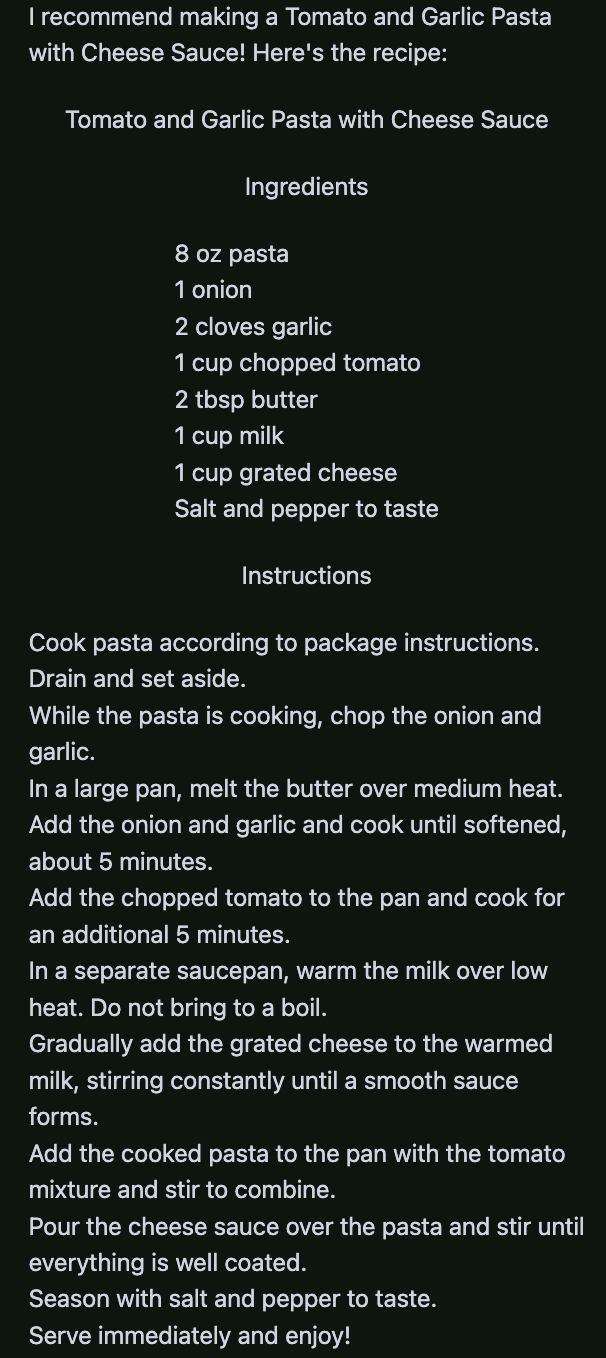 I recommend making a Tomato and Garlic Pasta
with Cheese Sauce! Here's the recipe:
Tomato and Garlic Pasta with Cheese Sauce
Ingredients
8 oz pasta
1 onion
2 cloves garlic
1 cup chopped tomato
2 tbsp butter
1 cup milk
1 cup grated cheese
Salt and pepper to taste
Instructions
Cook pasta according to package instructions.
Drain and set aside.
While the pasta is cooking, chop the onion and
garlic.
In a large pan, melt the butter over medium heat.
Add the onion and garlic and cook until softened,
about 5 minutes.
Add the chopped tomato to the pan and cook for
an additional 5 minutes.
In a separate saucepan, warm the milk over low
heat. Do not bring to a boil.
Gradually add the grated cheese to the warmed
milk, stirring constantly until a smooth sauce
forms.
Add the cooked pasta to the pan with the tomato
mixture and stir to combine.
Pour the cheese sauce over the pasta and stir until
everything is well coated.
Season with salt and pepper to taste.
Serve immediately and enjoy!